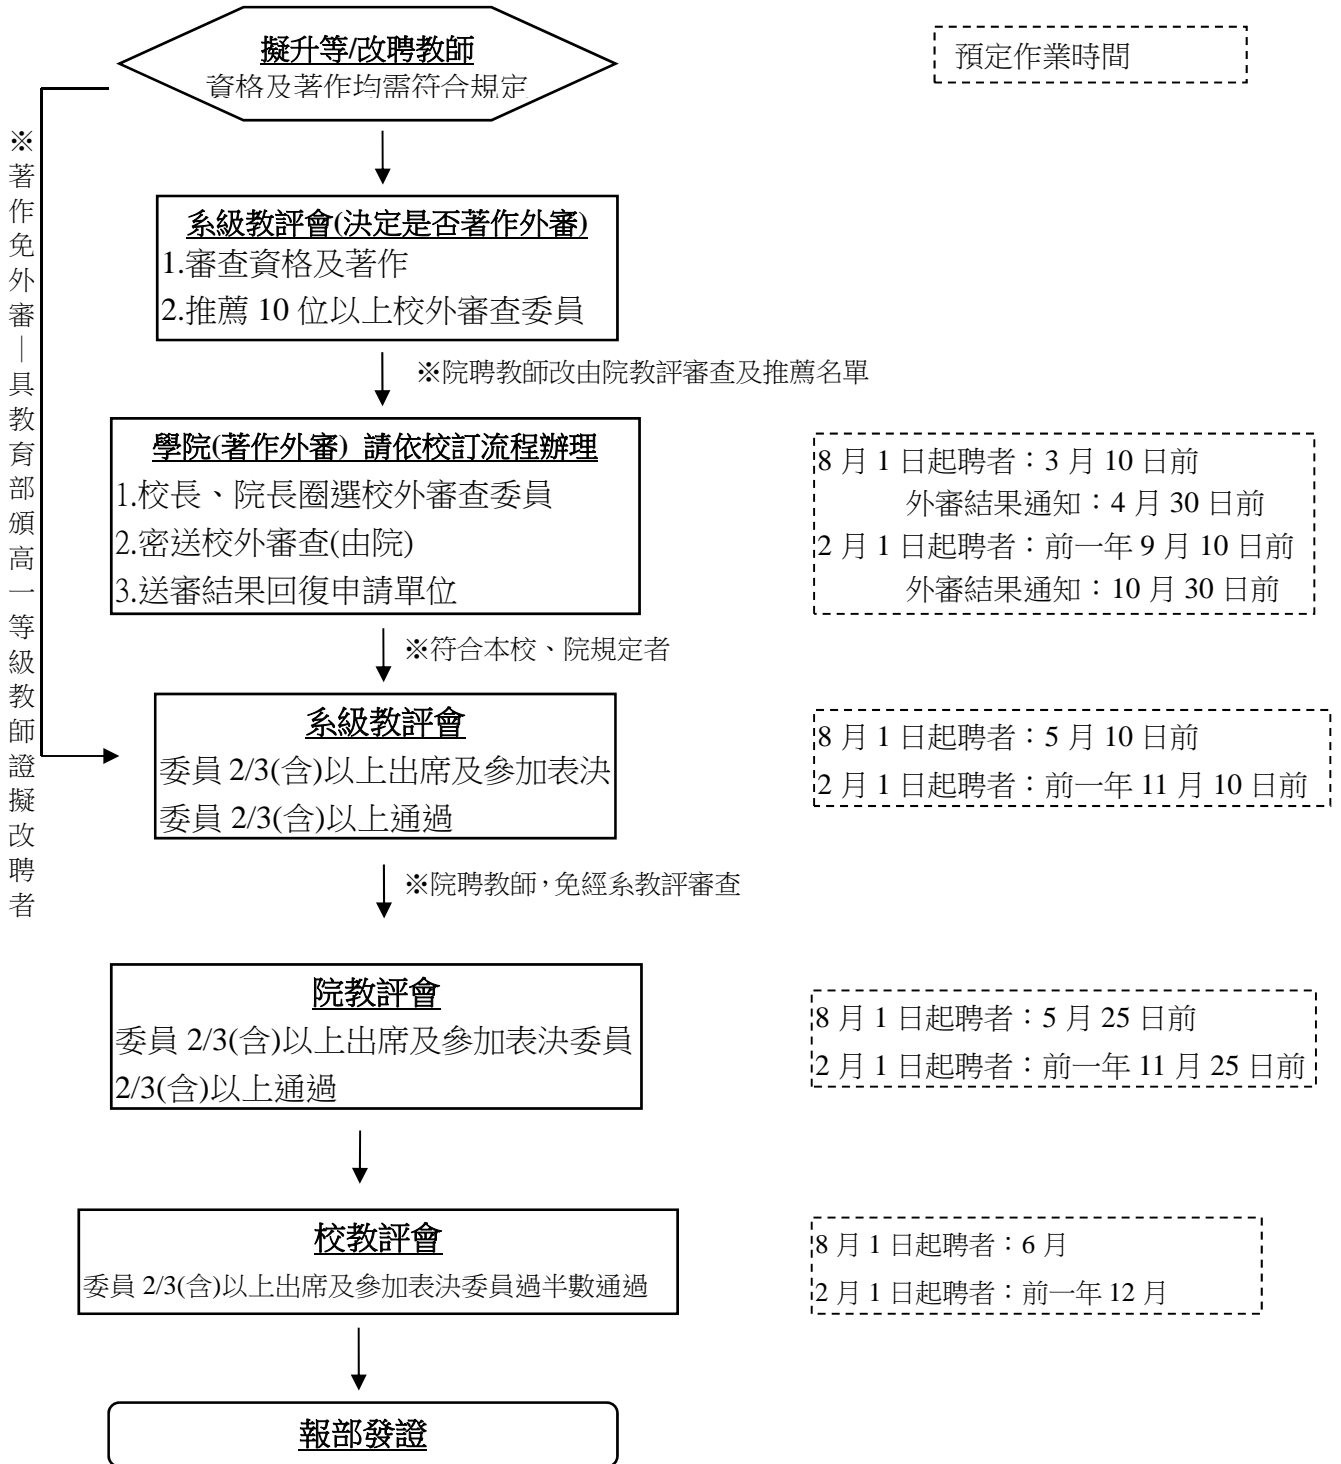 擬升等/改聘教師
資格及著作均需符合規定
預定作業時間
※著作免外審｜具教育部頒高一等級教師證擬改聘者
系級教評會(決定是否著作外審)
1.審查資格及著作
2.推薦 10 位以上校外審查委員
※院聘教師改由院教評審查及推薦名單
學院(著作外審) 請依校訂流程辦理
1.校長、院長圈選校外審查委員
2.密送校外審查(由院)
3.送審結果回復申請單位
8 月 1 日起聘者：3 月 10 日前
外審結果通知：4 月 30 日前
2 月 1 日起聘者：前一年 9 月 10 日前
外審結果通知：10 月 30 日前
※符合本校、院規定者
系級教評會
委員 2/3(含)以上出席及參加表決
委員 2/3(含)以上通過
8 月 1 日起聘者：5 月 10 日前
2 月 1 日起聘者：前一年 11 月 10 日前
※院聘教師，免經系教評審查
院教評會
委員 2/3(含)以上出席及參加表決委員
2/3(含)以上通過
8 月 1 日起聘者：5 月 25 日前
2 月 1 日起聘者：前一年 11 月 25 日前
校教評會
委員 2/3(含)以上出席及參加表決委員過半數通過
8 月 1 日起聘者：6 月
2 月 1 日起聘者：前一年 12 月
報部發證